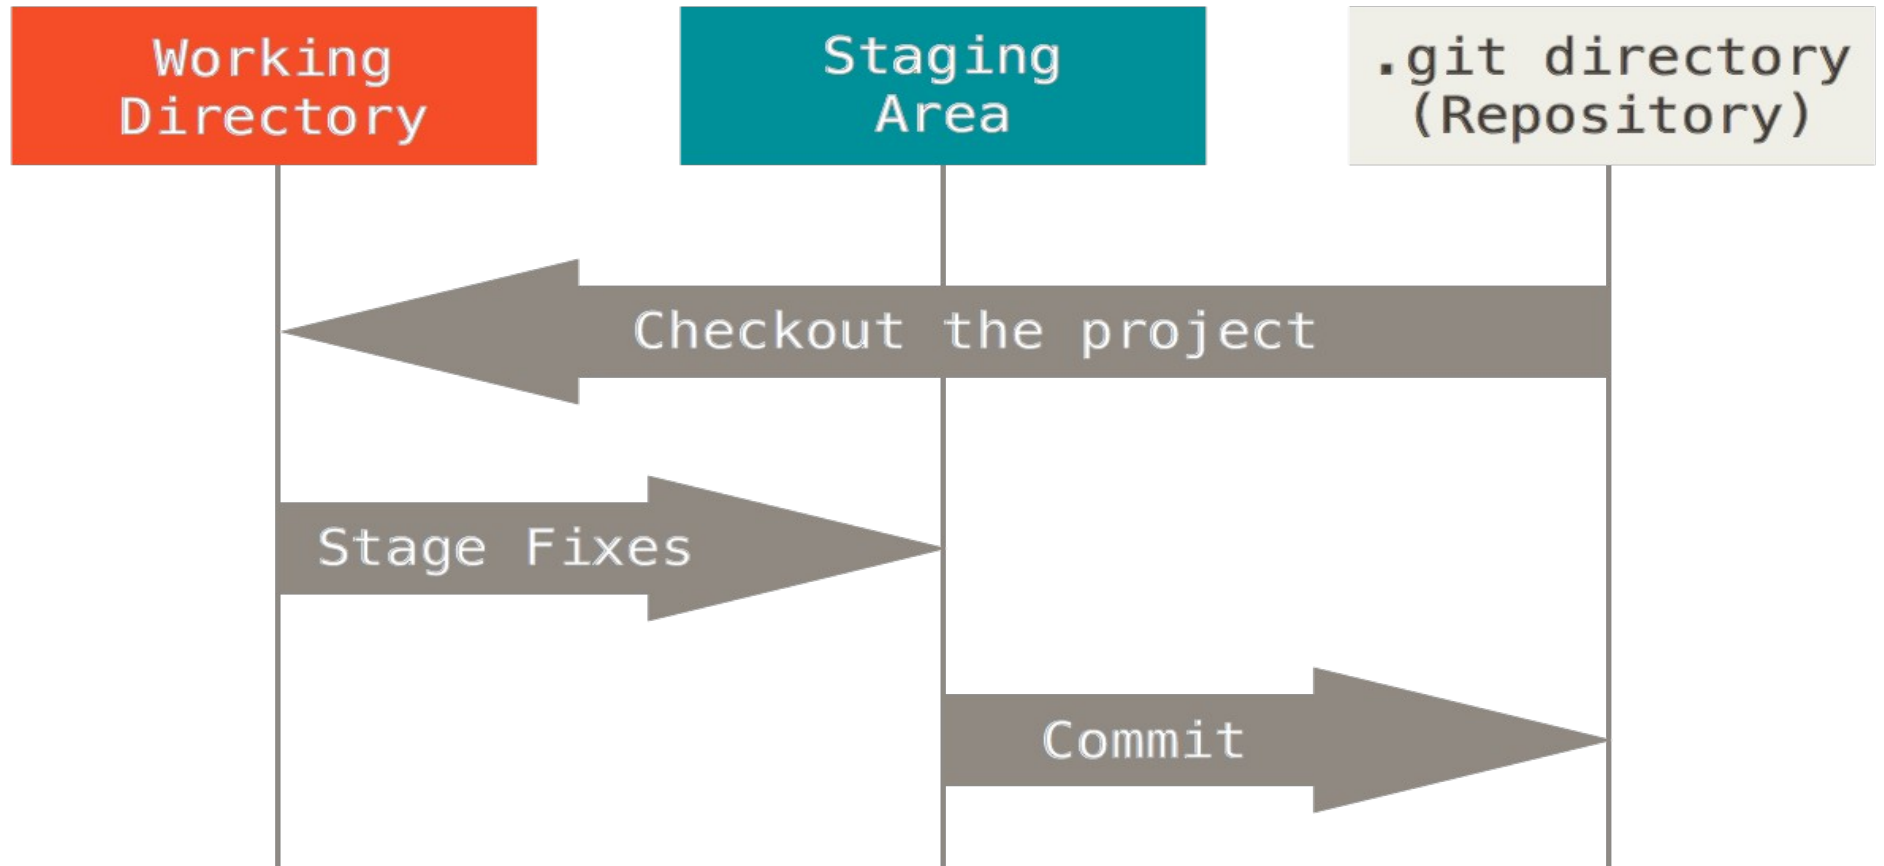 Working
Directory
Staging
Area
.git directory
(Repository)
Checkout the project
Stage Fixes
Commit